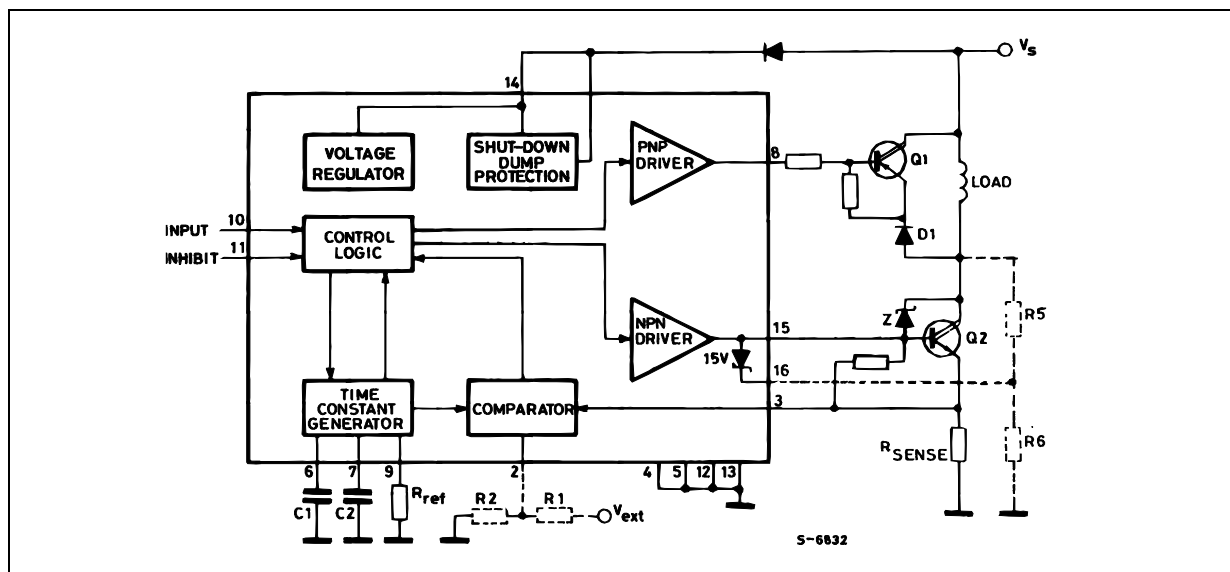 Vs
14
VOLTAGE
REGULATOR
SHUT-DOWN
DUMP
PROTECTION
PNP
DRIVER
8
Q1
LOAD
D1
INPUT
10
INHIBIT
11
CONTROL
LOGIC
NPN
DRIVER
15
Z
Q2
R5
15V
16
3
TIME
CONSTANT
GENERATOR
COMPARATOR
RSENSE
R6
6
7
9
2
4
5
12
13
C1
C2
Rref
R2
R1
Vext
S-6832